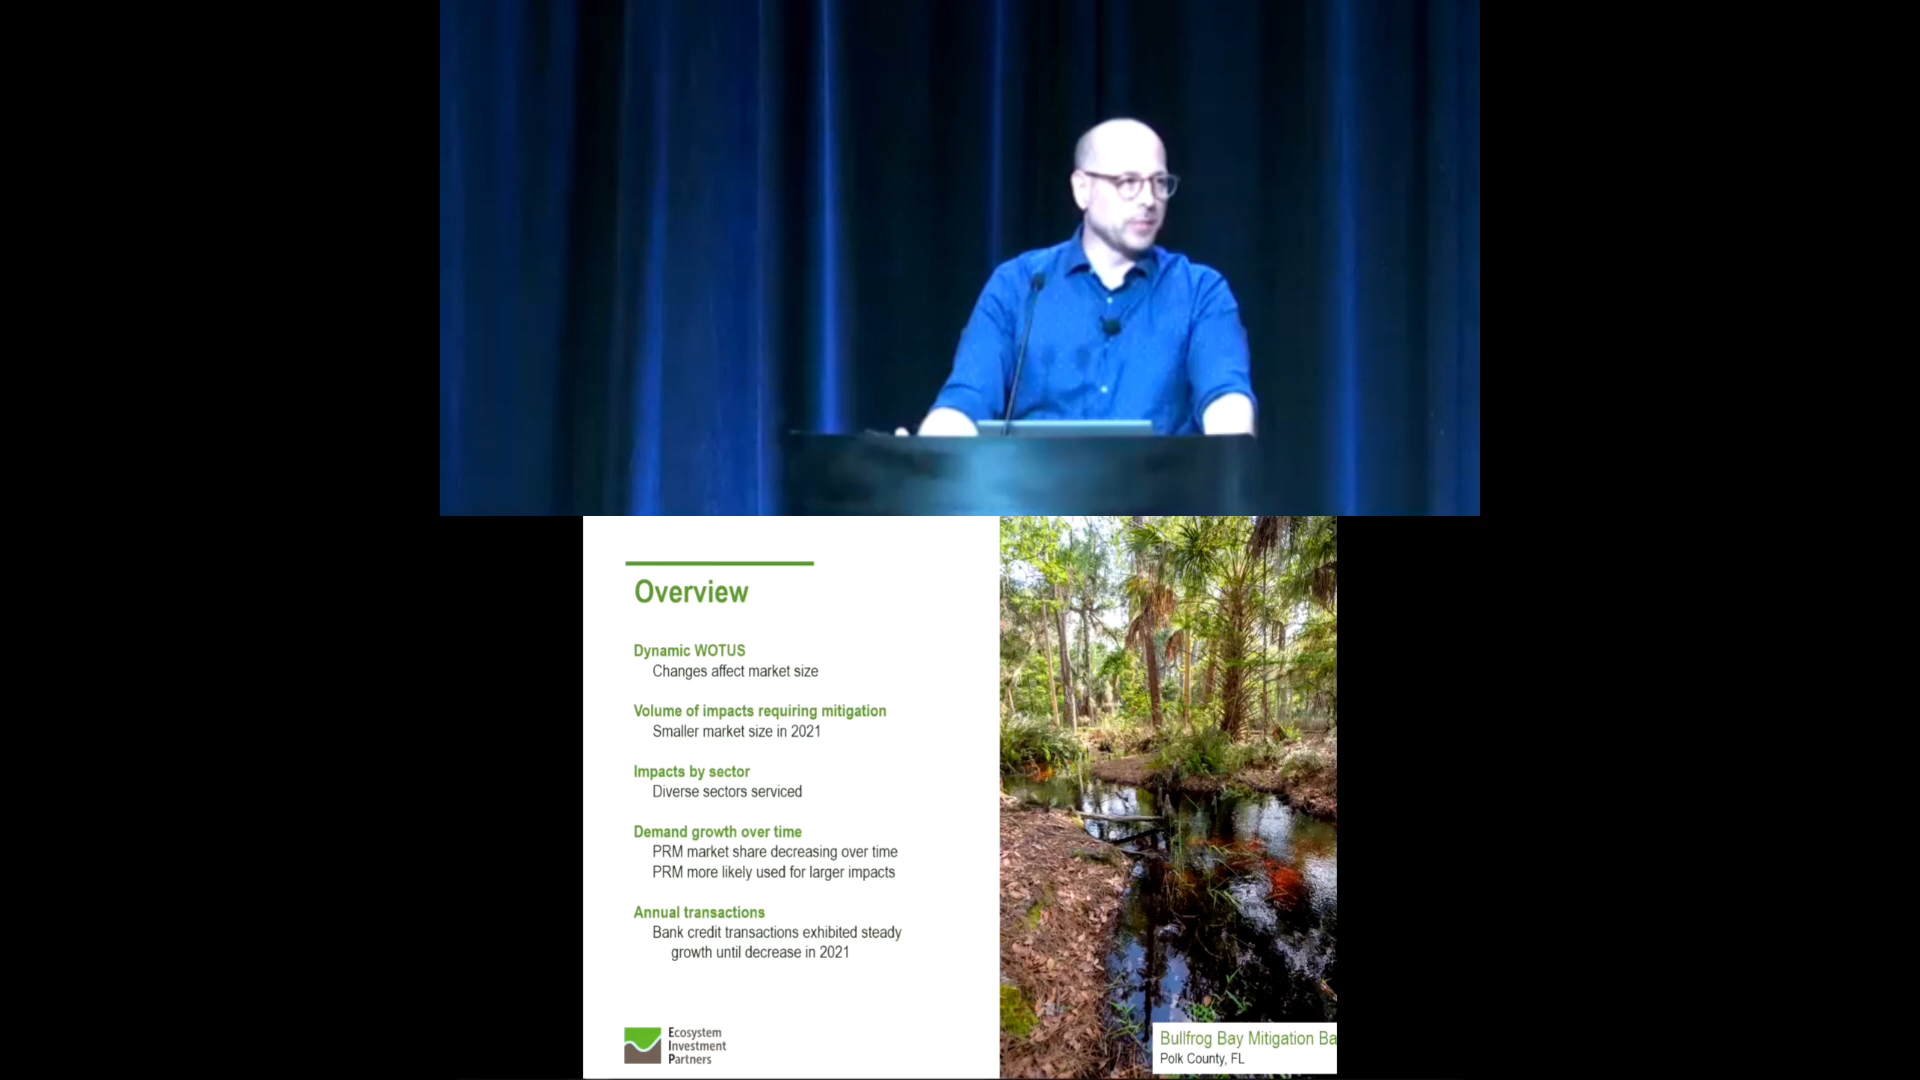 Overview
Dynamic WOTUS
Changes affect market size
Volume of impacts requiring mitigation
Smaller market size in 2021
Impacts by sector
Diverse sectors serviced
Demand growth over time
PRM market share decreasing over time
PRM more likely used for larger impacts
Annual transactions
Bank credit transactions exhibited steady
growth until decrease in 2021
Ecosystem
Investment
Partners
Bullfrog Bay Mitigation Ba
Polk County, FL